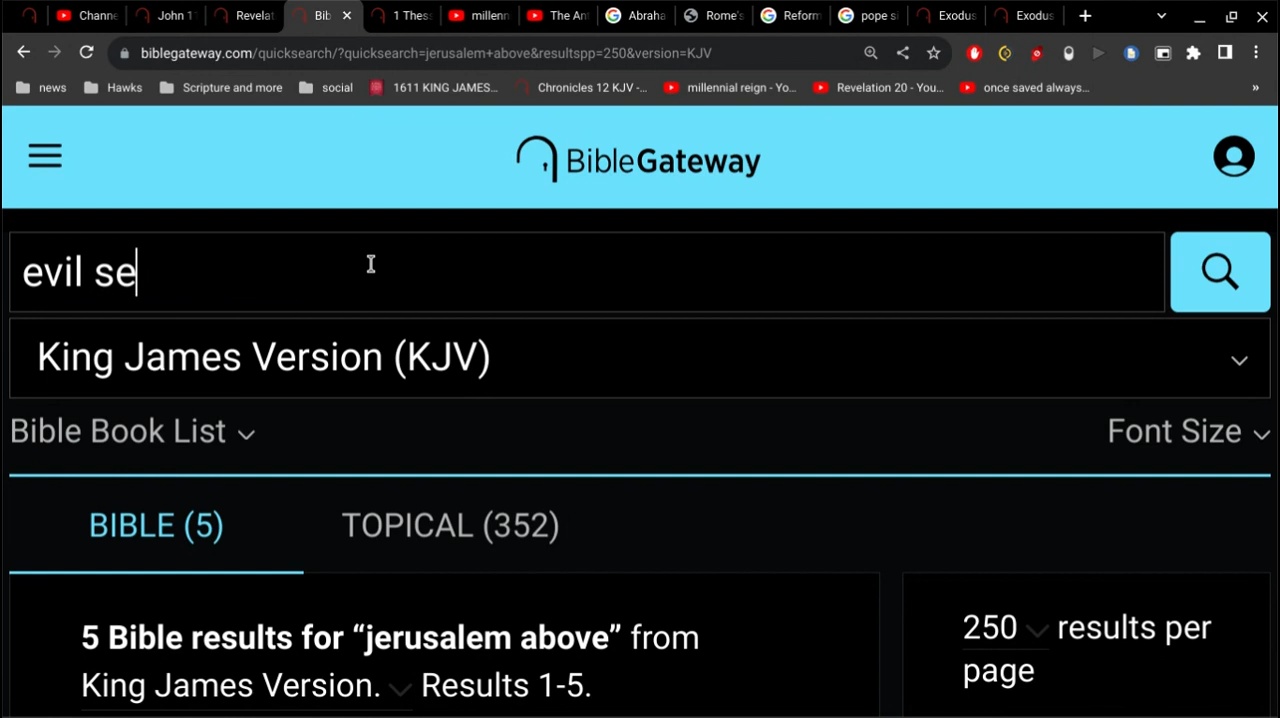 Channe
John 1
Revelat
Bib
1 Thess
millenn
The Ant
Abraha
Rome's
Reform
pope si
Exodus
Exodus
biblegateway.com/quicksearch/?quicksearch=jerusalem+above&resultspp=250&version=KJV
news
Hawks
Scripture and more
social
1611 KING JAMES...
Chronicles 12 KJV -...
millennial reign - Yo...
Revelation 20 - You...
once saved always...
»
BibleGateway
evil se
King James Version (KJV)
Bible Book List
Font Size
BIBLE (5)
TOPICAL (352)
5 Bible results for “jerusalem above” from
King James Version. Results 1-5.
250 results per
page